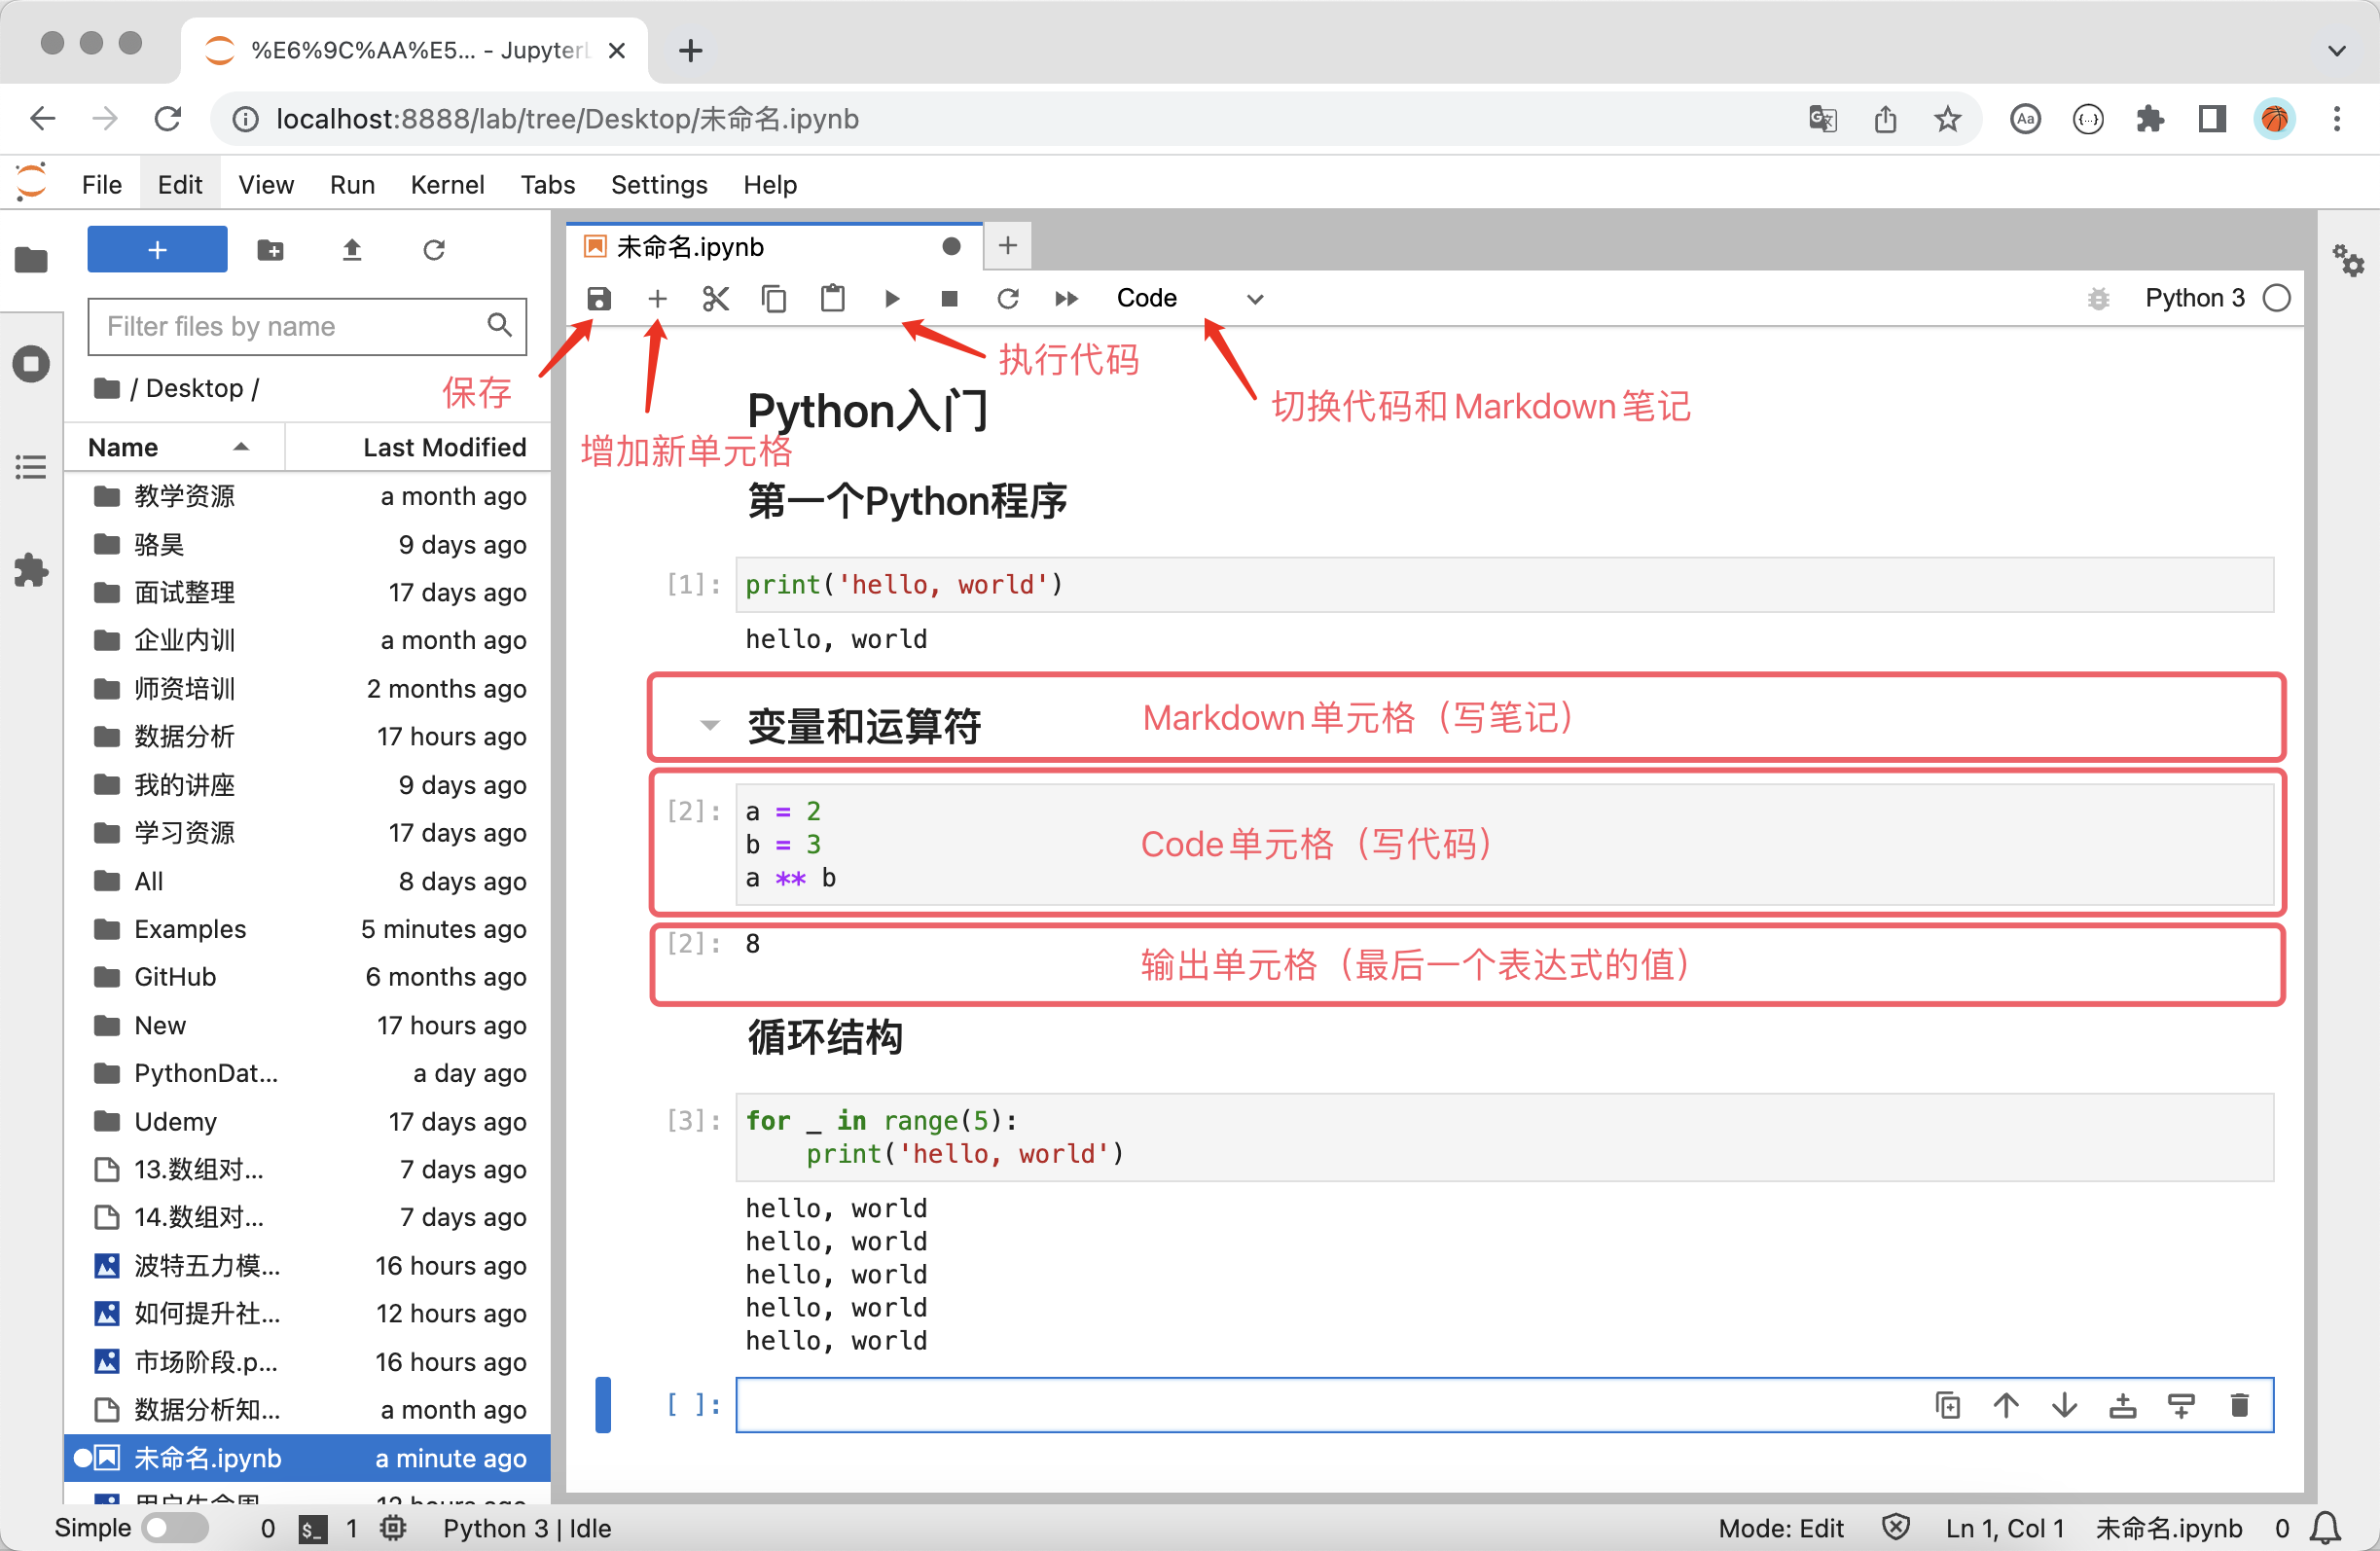 %E6%9C%AA%E5... - Jupyter
localhost:8888/lab/tree/Desktop/未命名.ipynb
File Edit View Run Kernel Tabs Settings Help
+
Filter files by name
/ Desktop /
Name Last Modified
教学资源 a month ago
骆昊 9 days ago
面试整理 17 days ago
企业内训 a month ago
师资培训 2 months ago
数据分析 17 hours ago
我的讲座 9 days ago
学习资源 17 days ago
All 8 days ago
Examples 5 minutes ago
GitHub 6 months ago
New 17 hours ago
PythonDat... a day ago
Udemy 17 days ago
13.数组对... 7 days ago
14.数组对... 7 days ago
波特五力模... 16 hours ago
如何提升社... 12 hours ago
市场阶段.p... 16 hours ago
数据分析知... a month ago
未命名.ipynb a minute ago
未命名.ipynb
Code Python 3
保存
增加新单元格
执行代码
切换代码和Markdown笔记
Python入门
第一个Python程序
[1]: print('hello, world')
hello, world
变量和运算符
Markdown单元格（写笔记）
[2]: a = 2
b = 3
a ** b
Code单元格（写代码）
[2]: 8
输出单元格（最后一个表达式的值）
循环结构
[3]: for _ in range(5):
print('hello, world')
hello, world
hello, world
hello, world
hello, world
hello, world
[ ]:
Simple 0 $_ 1 Python 3 | Idle Mode: Edit Ln 1, Col 1 未命名.ipynb 0